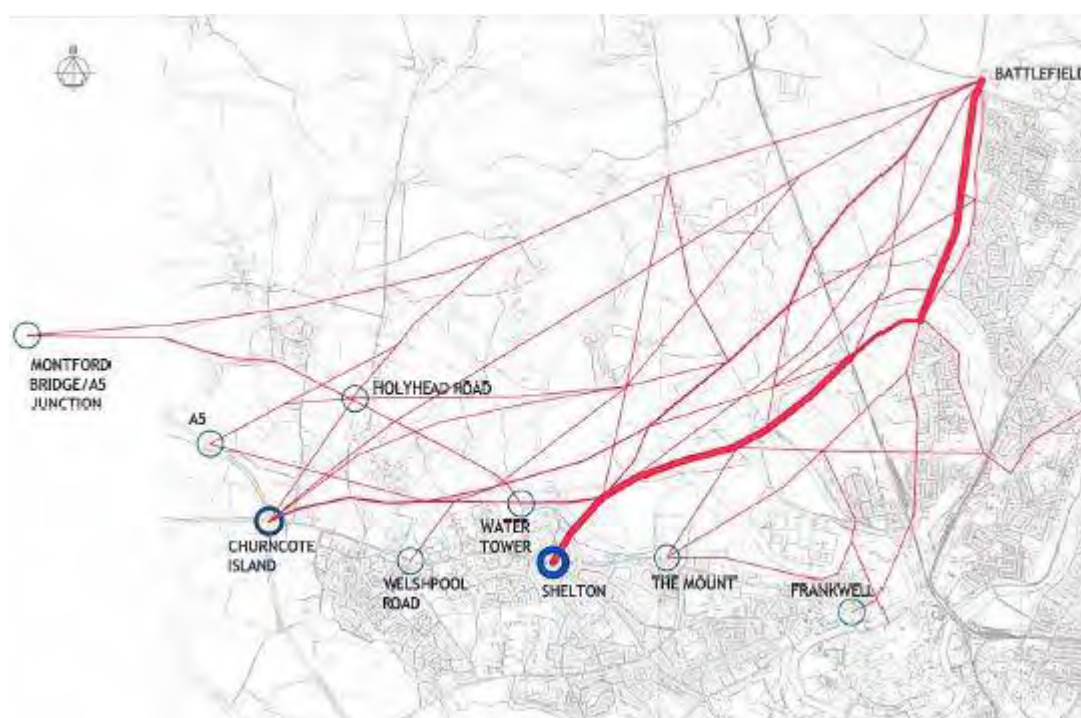 BATTLEFIELD
MONTFORD
BRIDGE/A5
JUNCTION
HOLYHEAD ROAD
A5
CHURNCOTE
ISLAND
WELSHPOOL
ROAD
WATER
TOWER
SHELTON
THE MOUNT
FRANKWELL